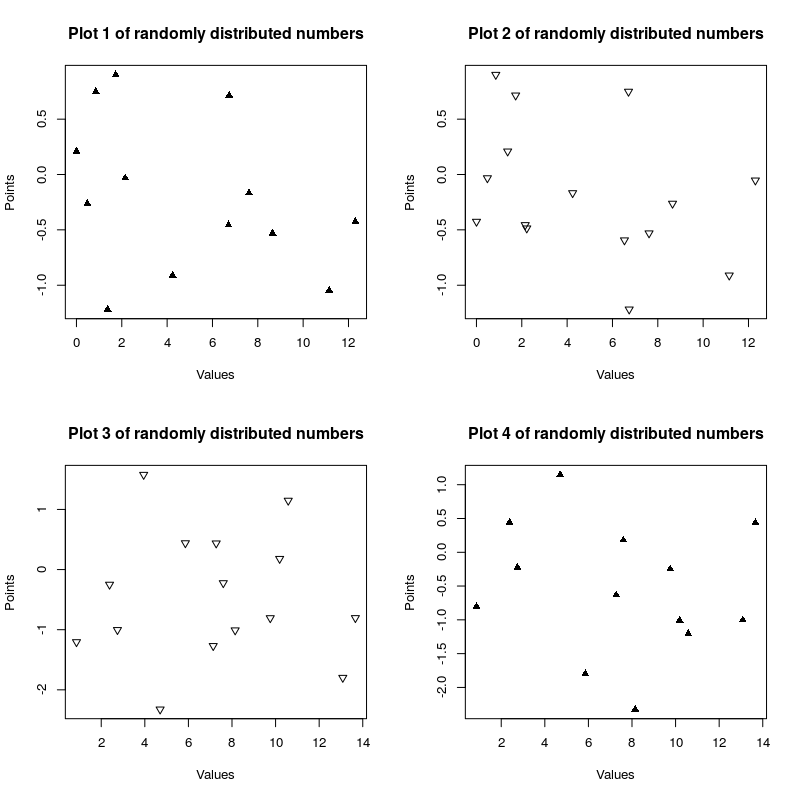 Plot 1 of randomly distributed numbers
Points
0.5
0.0
-0.5
-1.0
0 2 4 6 8 10 12
Values
Plot 2 of randomly distributed numbers
Points
0.5
0.0
-0.5
-1.0
0 2 4 6 8 10 12
Values
Plot 3 of randomly distributed numbers
Points
1
0
-1
-2
2 4 6 8 10 12 14
Values
Plot 4 of randomly distributed numbers
Points
1.0
0.5
0.0
-0.5
-1.0
-1.5
-2.0
2 4 6 8 10 12 14
Values